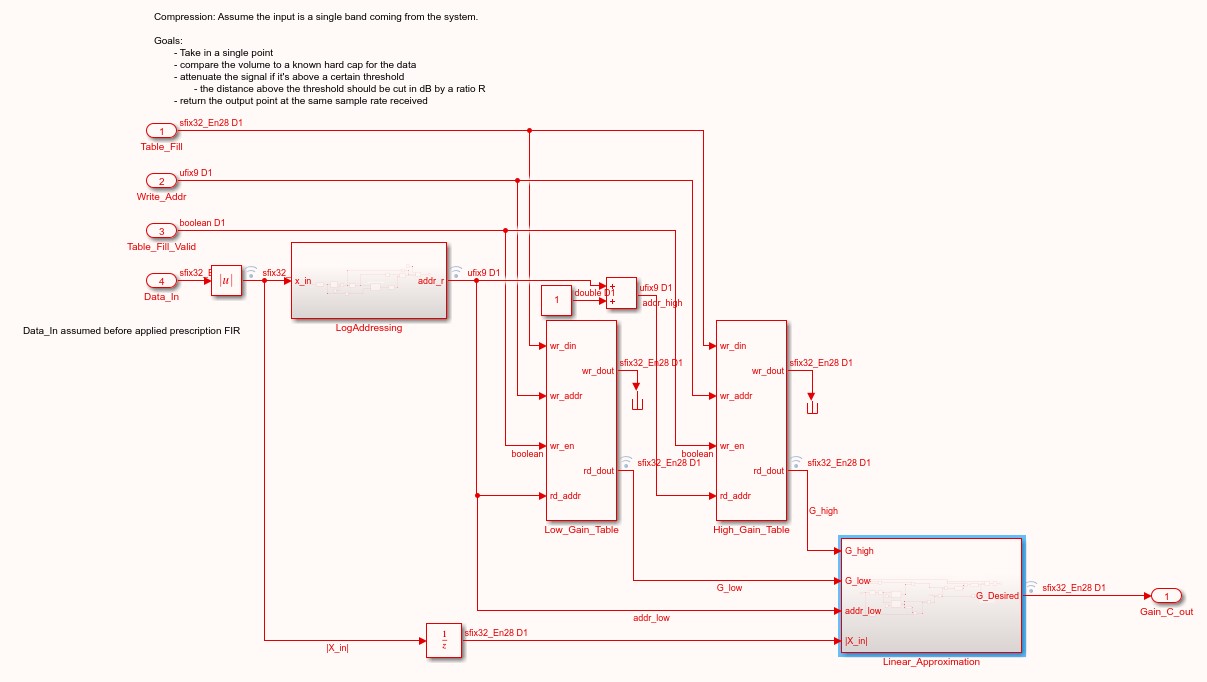 Compression: Assume the input is a single band coming from the system.
Goals:
- Take in a single point
- compare the volume to a known hard cap for the data
- attenuate the signal if it's above a certain threshold
- the distance above the threshold should be cut in dB by a ratio R
- return the output point at the same sample rate received
sfix32_En28 D1
1
Table_Fill
ufix9 D1
2
Write_Addr
boolean D1
3
Table_Fill_Valid
sfix32_E
4
Data_In
|u|
sfix32_
x_in
addr_r
LogAddressing
ufix9 D1
1
double D1
+
+
ufix9 D1
addr_high
Data_In assumed before applied prescription FIR
wr_din
wr_addr
wr_en
rd_addr
wr_dout
rd_dout
boolean
sfix32_En28 D1
sfix32_En28 D1
Low_Gain_Table
wr_din
wr_addr
wr_en
rd_addr
wr_dout
rd_dout
boolean
sfix32_En28 D1
sfix32_En28 D1
High_Gain_Table
G_high
G_low
addr_low
|X_in|
1
z
sfix32_En28 D1
G_high
G_low
addr_low
|X_in|
G_Desired
Linear_Approximation
sfix32_En28 D1
1
Gain_C_out